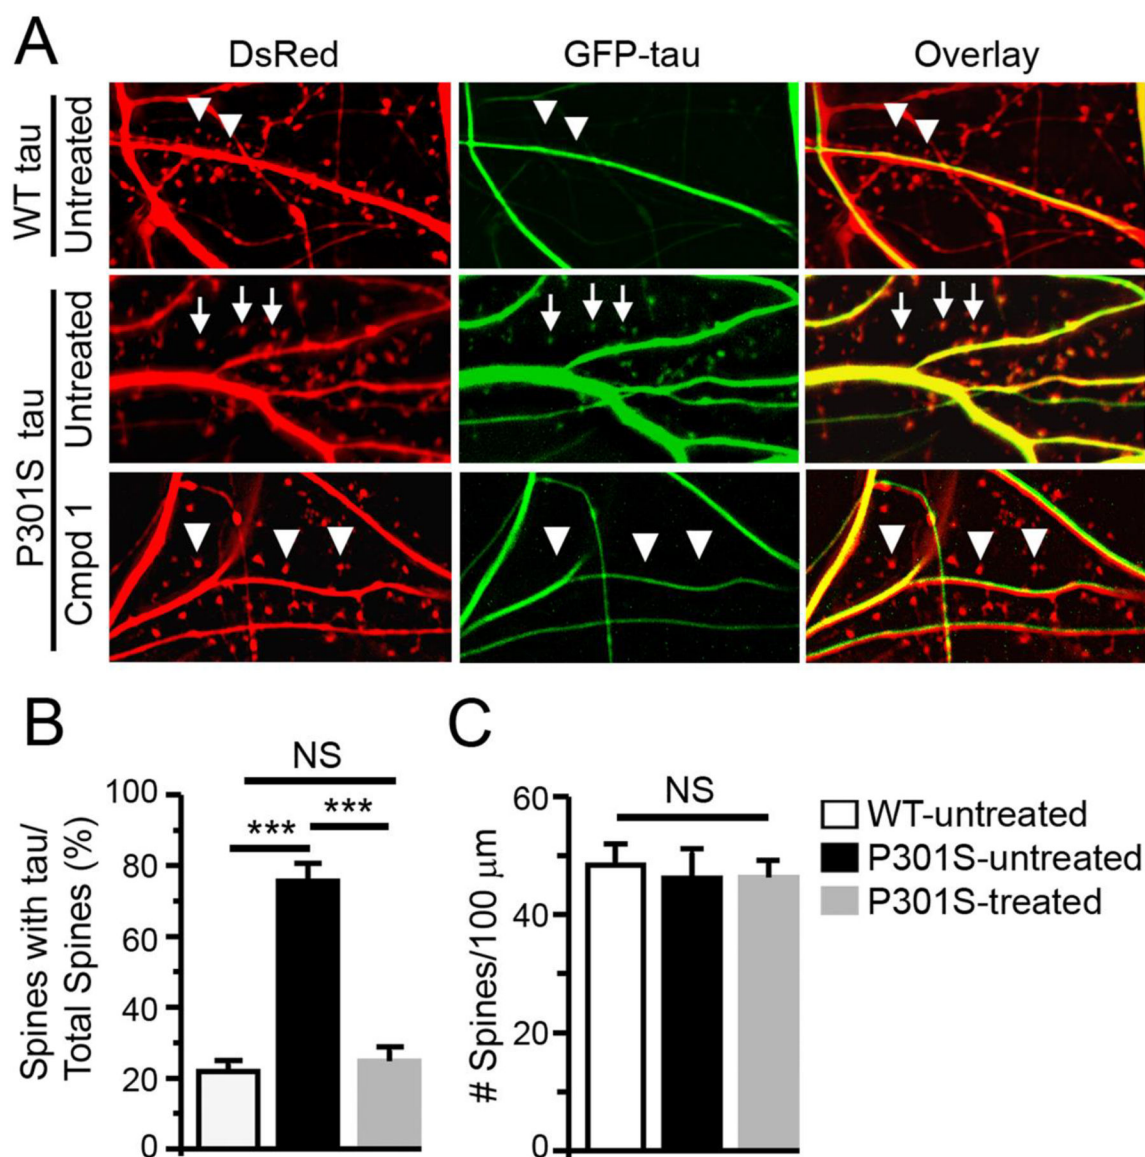 A
DsRed GFP-tau Overlay
WT tau
Untreated
P301S tau
Untreated
Cmpd 1
B
NS
***
***
Spines with tau/
Total Spines (%)
100
80
60
40
20
0
C
NS
# Spines/100 μm
60
40
20
0
WT-untreated
P301S-untreated
P301S-treated